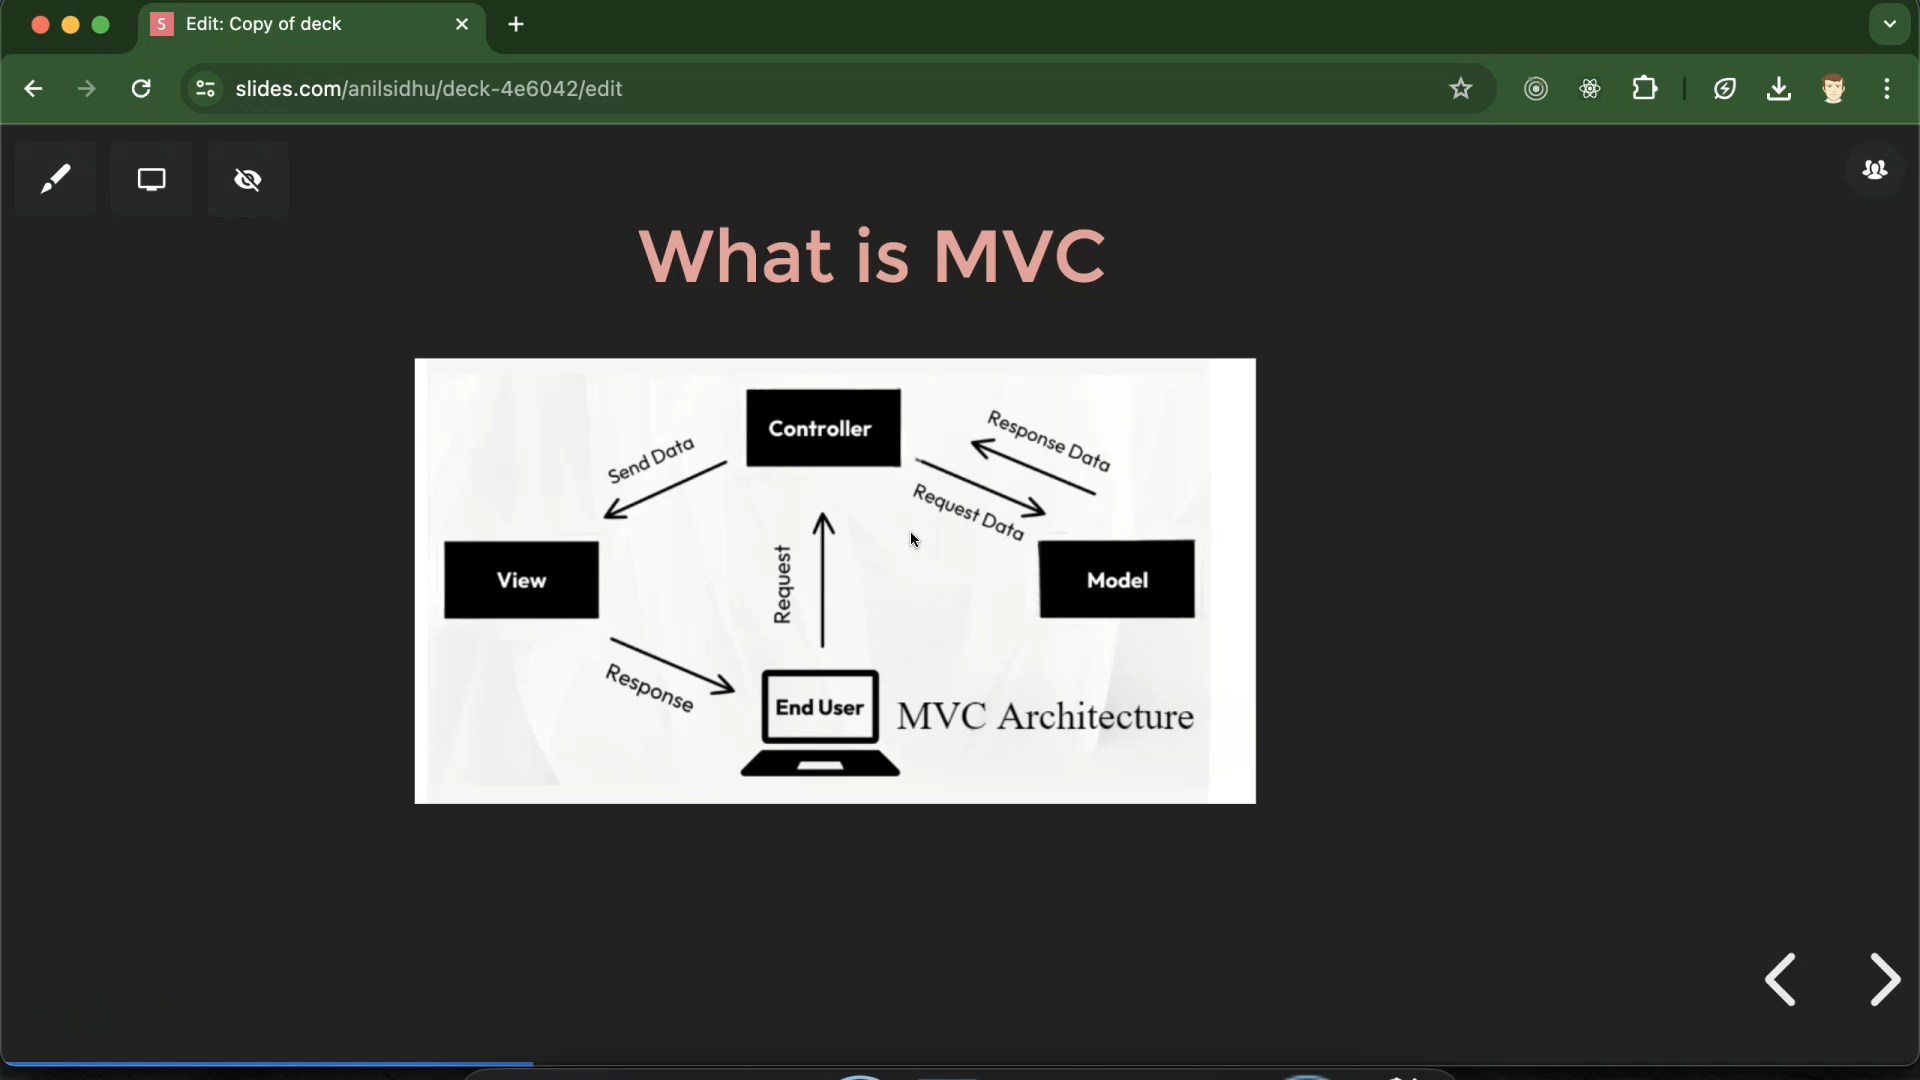 S Edit: Copy of deck
slides.com/anilsidhu/deck-4e6042/edit
What is MVC
Controller
Response Data
Send Data
Request Data
View
Request
Model
Response
End User
MVC Architecture